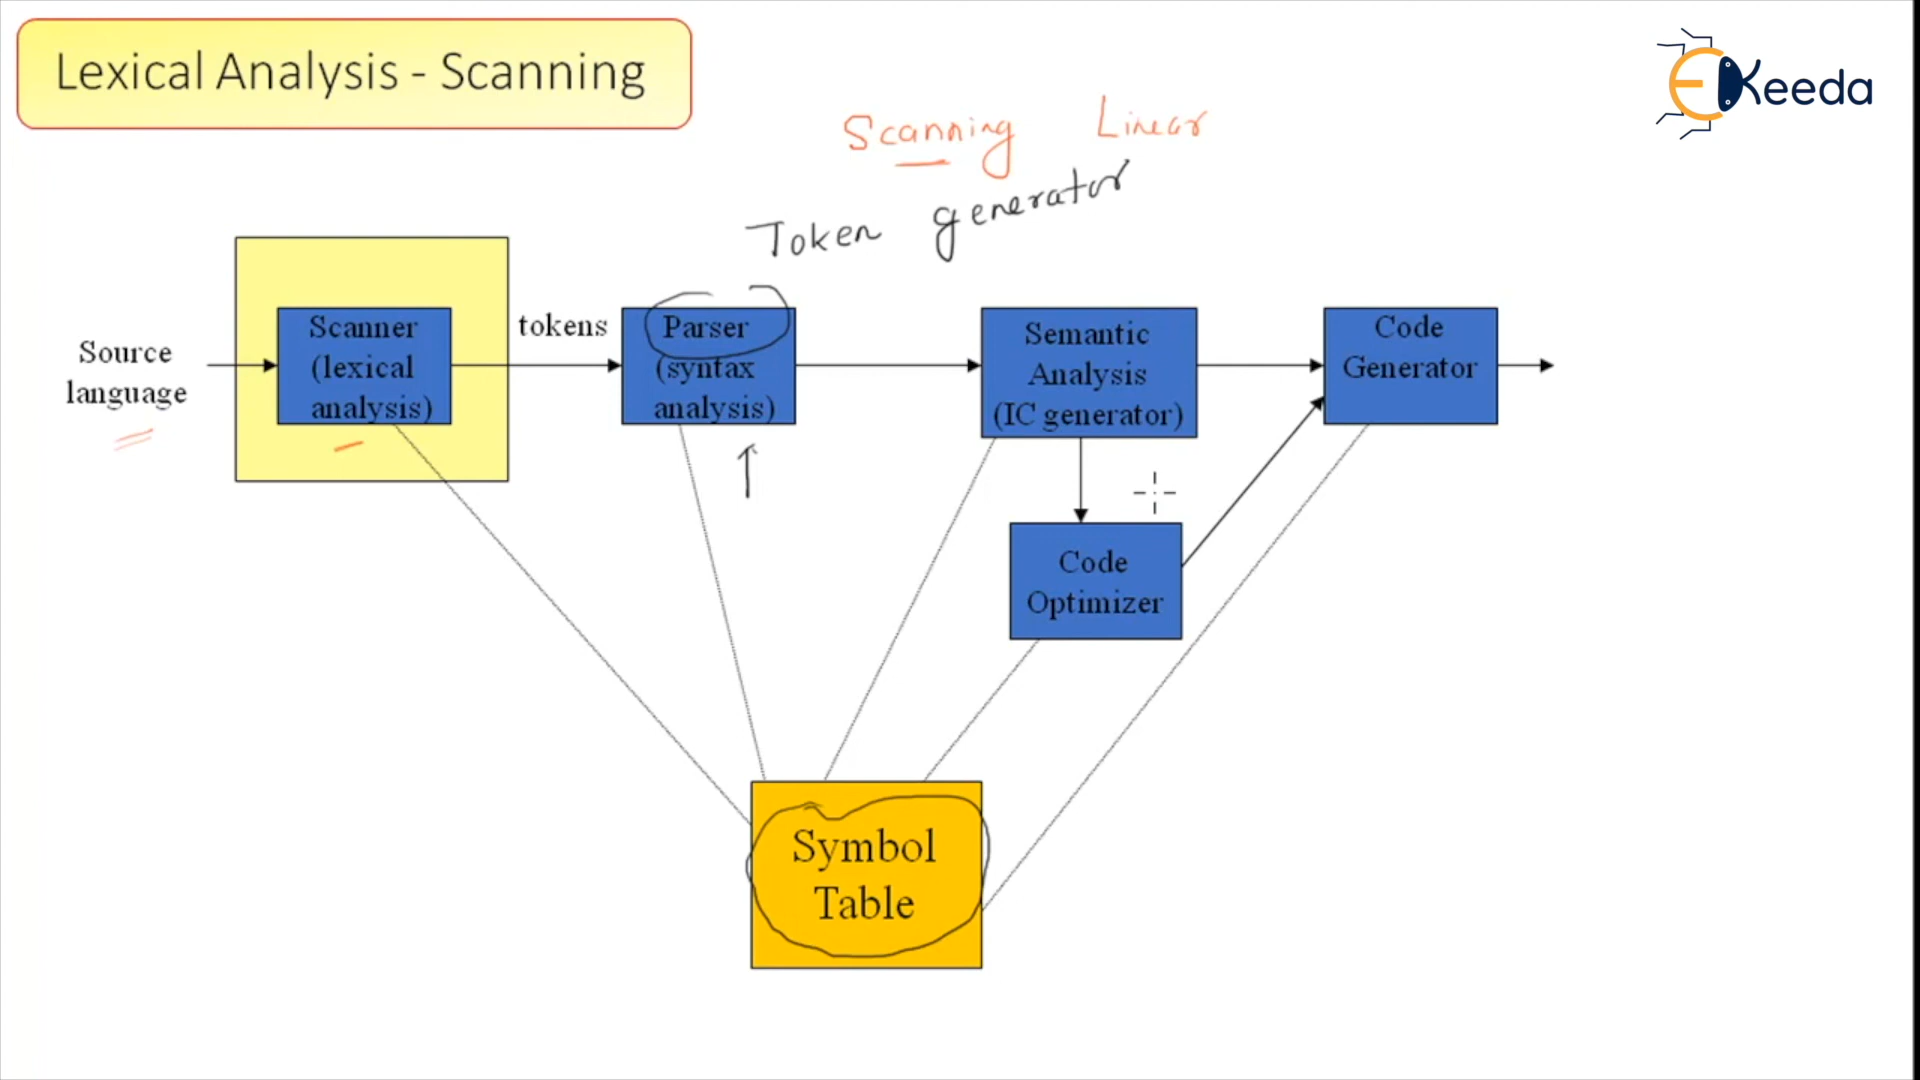 Lexical Analysis - Scanning
EKeeda
Scanning Linear
Token generator
Source
language
Scanner
(lexical
analysis)
tokens
Parser
(syntax
analysis)
Semantic
Analysis
(IC generator)
Code
Generator
Code
Optimizer
Symbol
Table